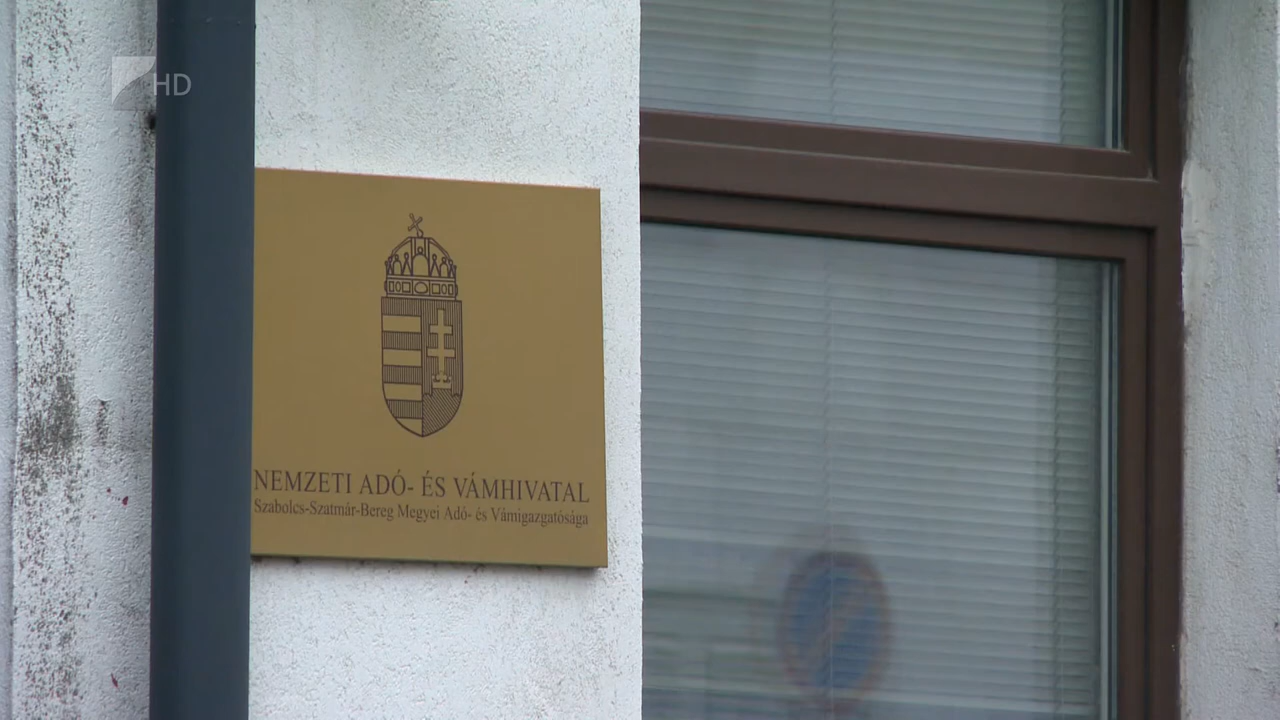 HD
NEMZETI ADÓ- ÉS VÁMHIVATAL
Szabolcs-Szatmár-Bereg Megyei Adó- és Vámigazgatósága